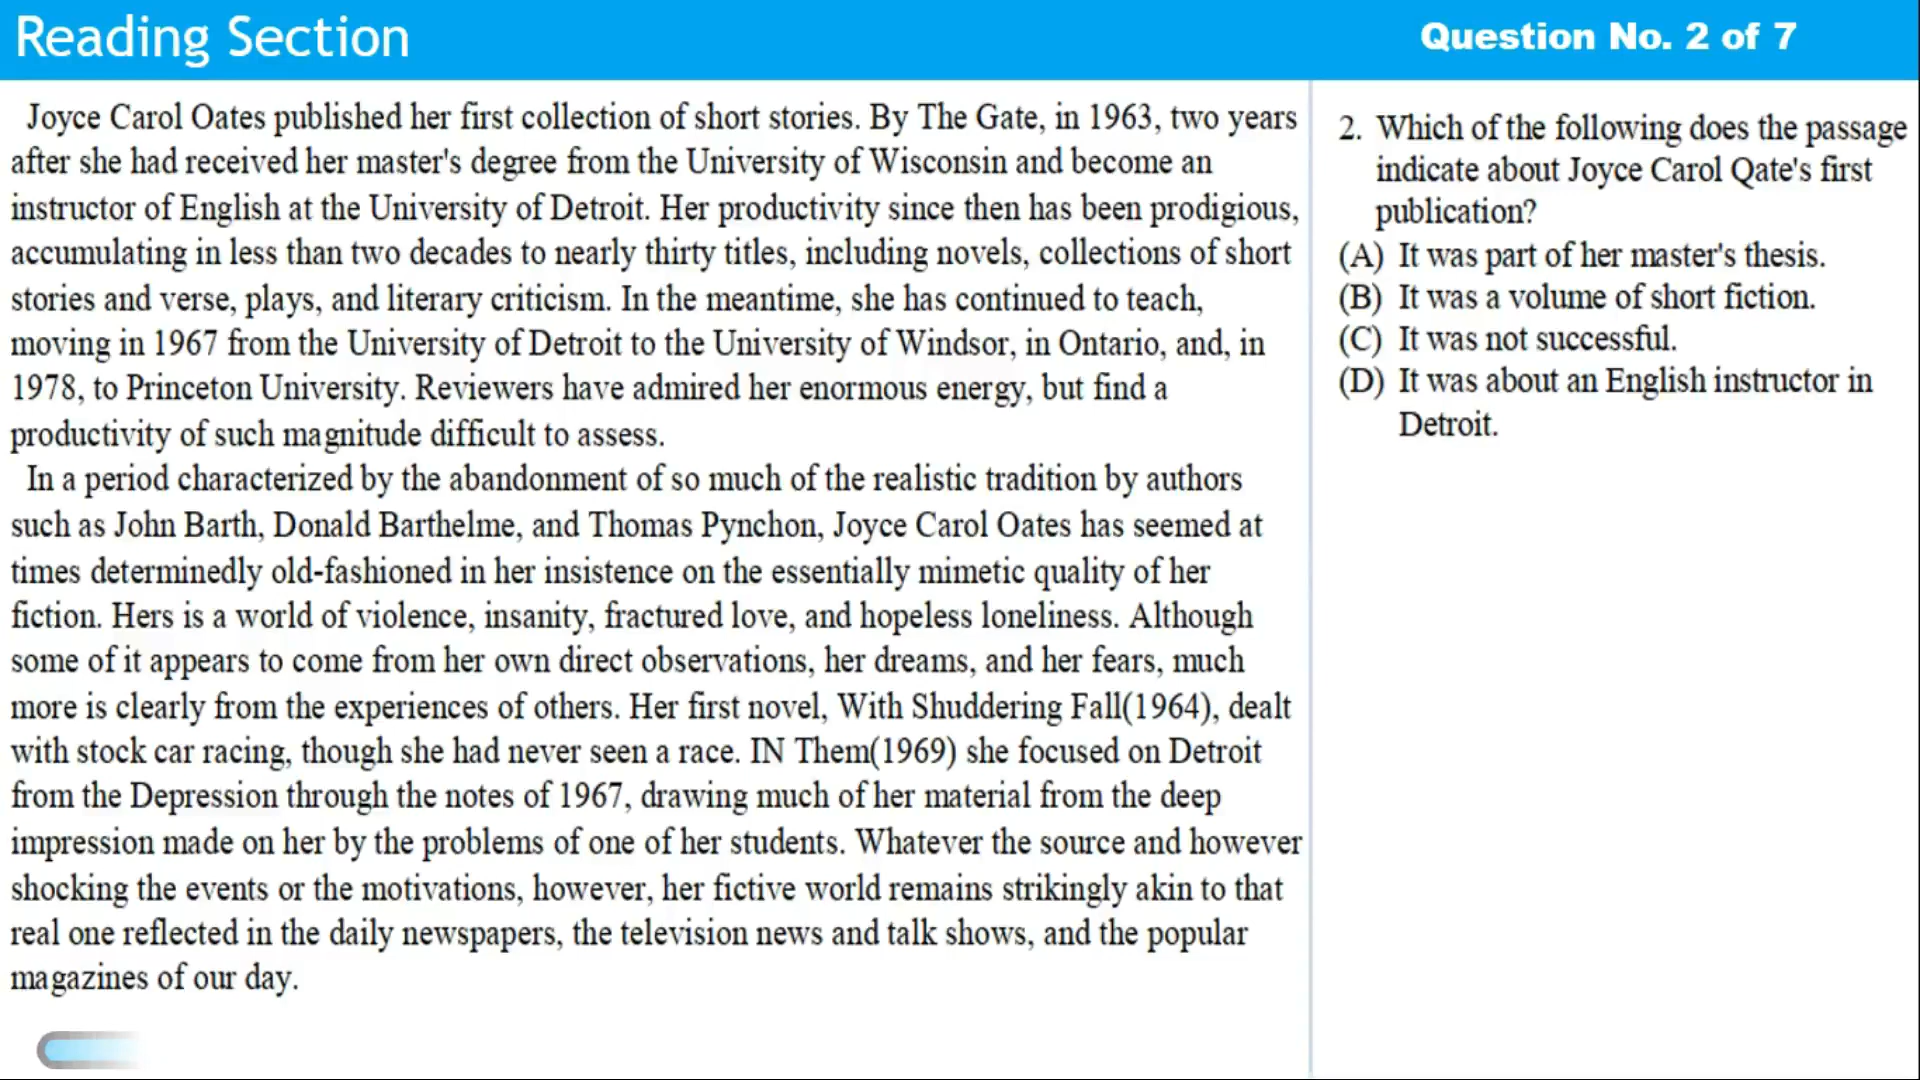 Reading Section
Question No. 2 of 7
Joyce Carol Oates published her first collection of short stories. By The Gate, in 1963, two years
after she had received her master's degree from the University of Wisconsin and become an
instructor of English at the University of Detroit. Her productivity since then has been prodigious,
accumulating in less than two decades to nearly thirty titles, including novels, collections of short
stories and verse, plays, and literary criticism. In the meantime, she has continued to teach,
moving in 1967 from the University of Detroit to the University of Windsor, in Ontario, and, in
1978, to Princeton University. Reviewers have admired her enormous energy, but find a
productivity of such magnitude difficult to assess.
In a period characterized by the abandonment of so much of the realistic tradition by authors
such as John Barth, Donald Barthelme, and Thomas Pynchon, Joyce Carol Oates has seemed at
times determinedly old-fashioned in her insistence on the essentially mimetic quality of her
fiction. Hers is a world of violence, insanity, fractured love, and hopeless loneliness. Although
some of it appears to come from her own direct observations, her dreams, and her fears, much
more is clearly from the experiences of others. Her first novel, With Shuddering Fall(1964), dealt
with stock car racing, though she had never seen a race. IN Them(1969) she focused on Detroit
from the Depression through the notes of 1967, drawing much of her material from the deep
impression made on her by the problems of one of her students. Whatever the source and however
shocking the events or the motivations, however, her fictive world remains strikingly akin to that
real one reflected in the daily newspapers, the television news and talk shows, and the popular
magazines of our day.
2. Which of the following does the passage
indicate about Joyce Carol Qate's first
publication?
(A) It was part of her master's thesis.
(B) It was a volume of short fiction.
(C) It was not successful.
(D) It was about an English instructor in
Detroit.